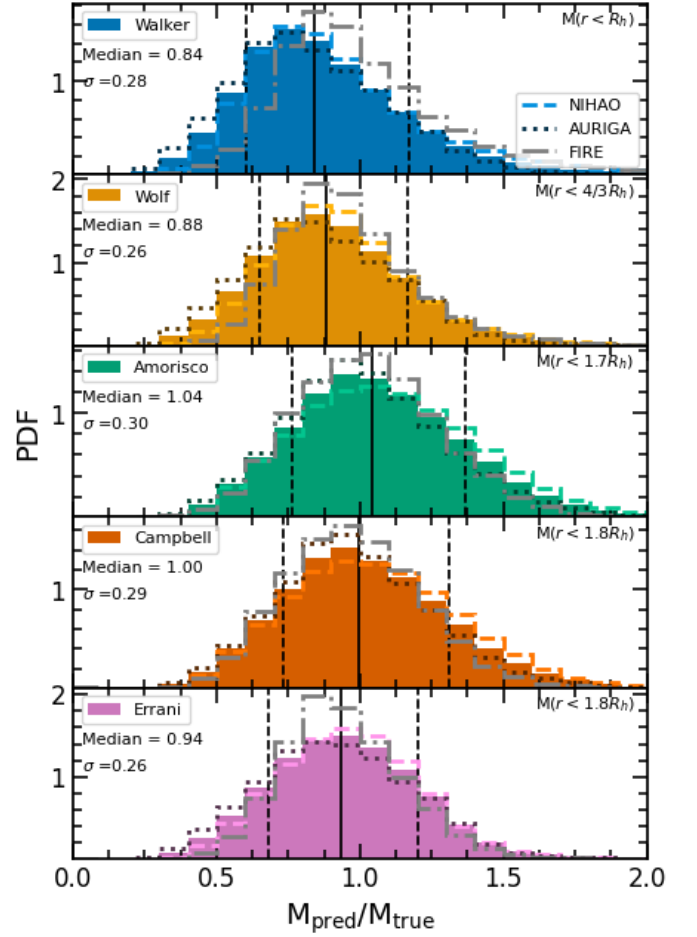 Walker
M(r < R_h)
Median = 0.84
σ =0.28
NIHAO
AURIGA
FIRE
1
2
Wolf
M(r < 4/3R_h)
Median = 0.88
σ =0.26
1
Amorisco
M(r < 1.7R_h)
Median = 1.04
σ =0.30
1
PDF
Campbell
M(r < 1.8R_h)
Median = 1.00
σ =0.29
1
2
Errani
M(r < 1.8R_h)
Median = 0.94
σ =0.26
1
0.0 0.5 1.0 1.5 2.0
M_pred/M_true